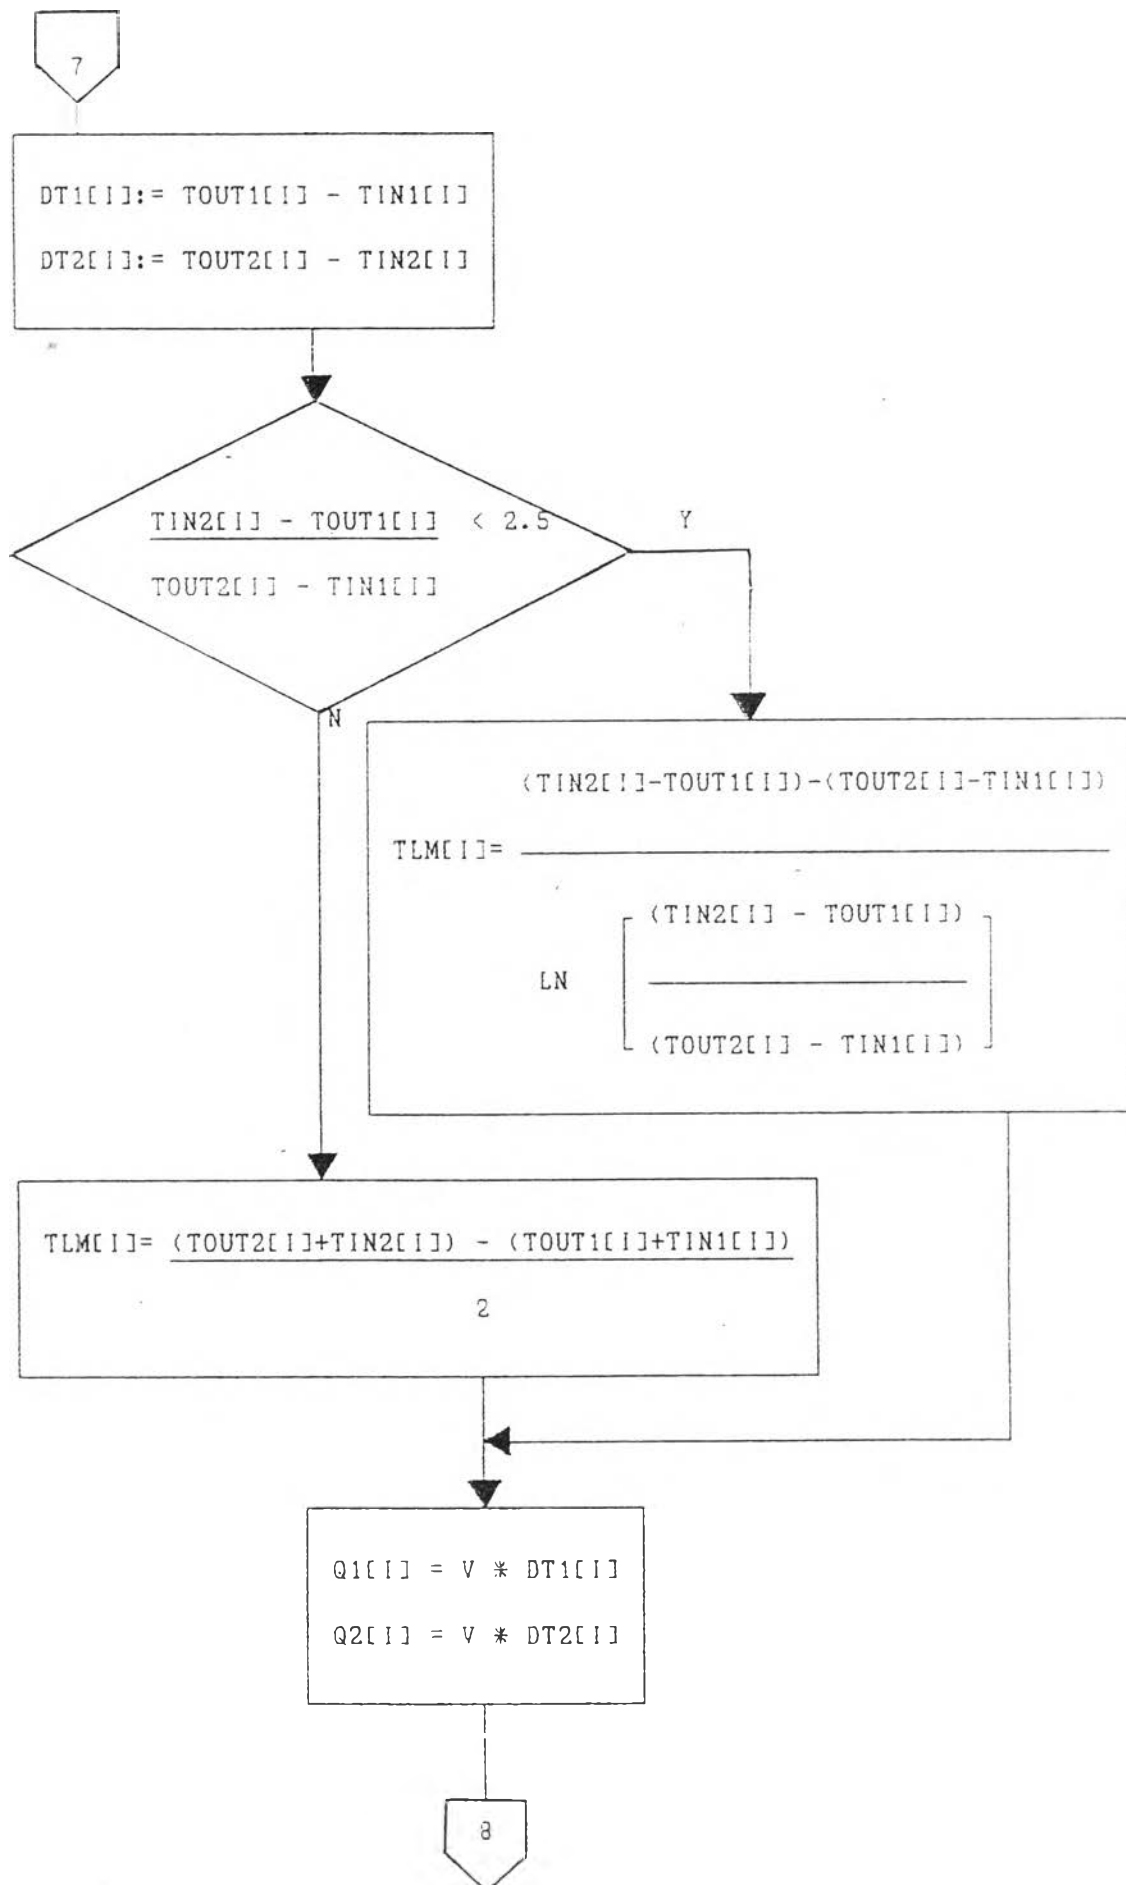 7
DT1[I]:= TOUT1[I] - TIN1[I]
DT2[I]:= TOUT2[I] - TIN2[I]
TIN2[I] - TOUT1[I] < 2.5
TOUT2[I] - TIN1[I]
Y
N
(TIN2[I]-TOUT1[I])-(TOUT2[I]-TIN1[I])
TLM[I]=
(TIN2[I] - TOUT1[I])
LN
(TOUT2[I] - TIN1[I])
TLM[I]= (TOUT2[I]+TIN2[I]) - (TOUT1[I]+TIN1[I])
2
Q1[I] = V * DT1[I]
Q2[I] = V * DT2[I]
8